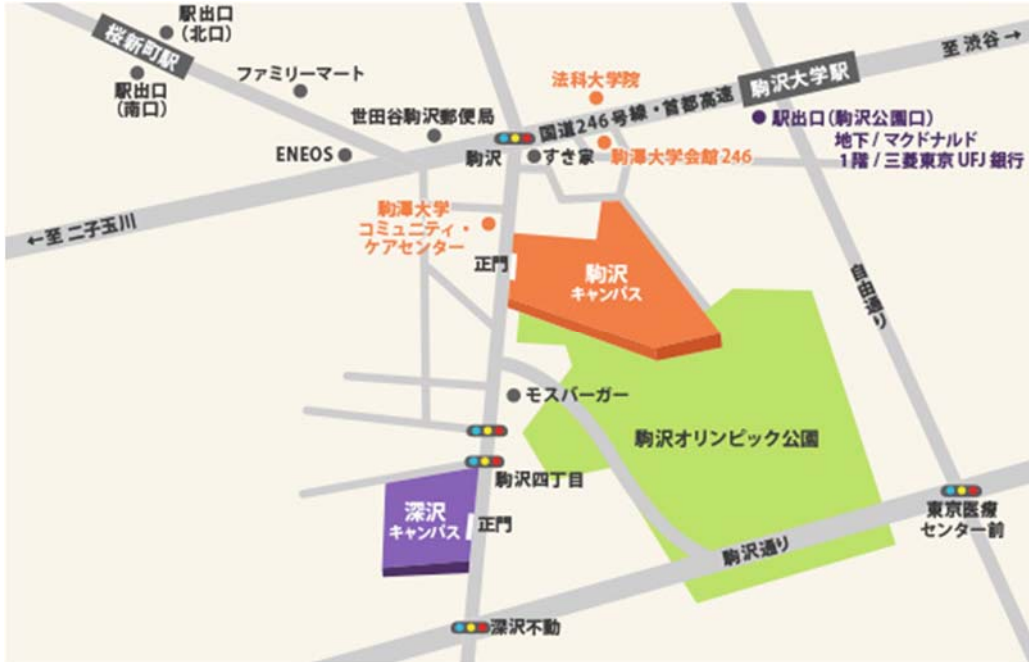 駅出口
(北口)
桜新町駅
駅出口
(南口)
ファミリーマート
世田谷駒沢郵便局
ENEOS
←至 二子玉川
法科大学院
国道246号線・首都高速
駒沢大学駅
至 渋谷→
駅出口(駒沢公園口)
地下/マクドナルド
1階/三菱東京UFJ銀行
駒沢
すき家
駒澤大学会館246
駒澤大学
コミュニティ・
ケアセンター
正門
駒沢
キャンパス
自由通り
モスバーガー
駒沢オリンピック公園
駒沢四丁目
深沢
キャンパス
正門
東京医療
センター前
駒沢通り
深沢不動